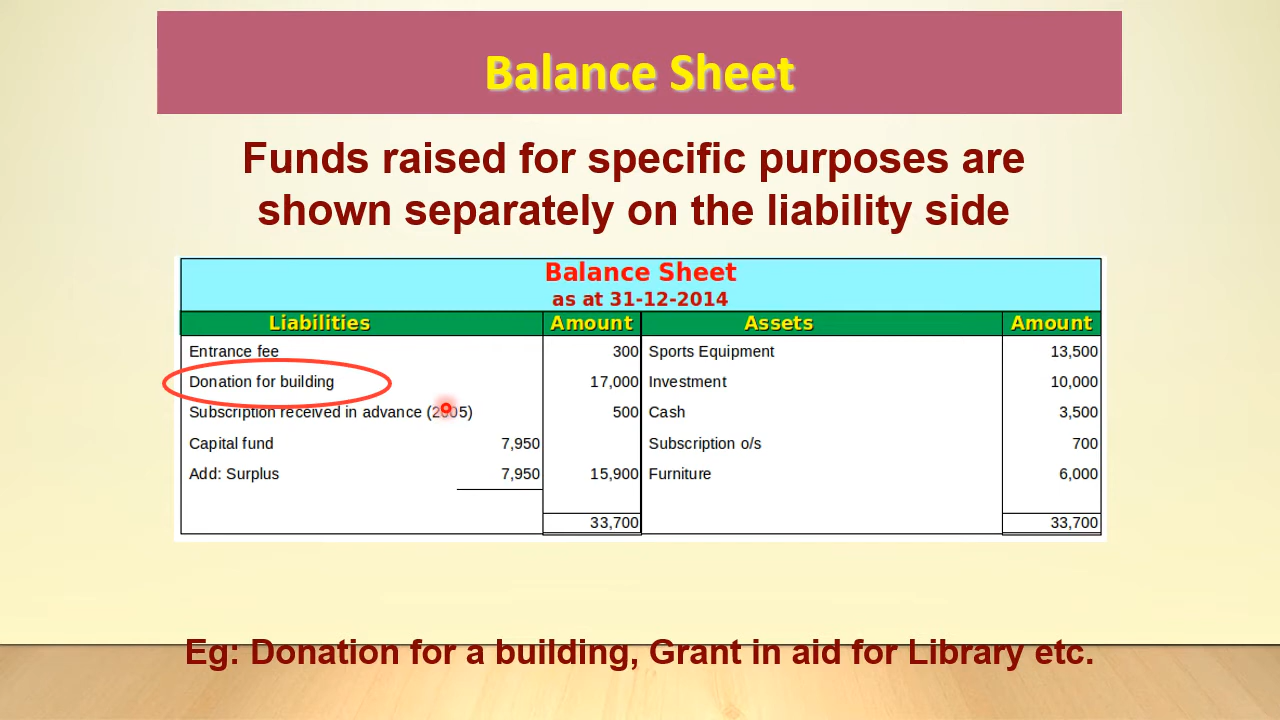 Balance Sheet
Funds raised for specific purposes are
shown separately on the liability side
Balance Sheet
as at 31-12-2014
Liabilities Amount Assets Amount
Entrance fee 300 Sports Equipment 13,500
Donation for building 17,000 Investment 10,000
Subscription received in advance (2005) 500 Cash 3,500
Capital fund 7,950 Subscription o/s 700
Add: Surplus 7,950 15,900 Furniture 6,000
33,700 33,700
Eg: Donation for a building, Grant in aid for Library etc.